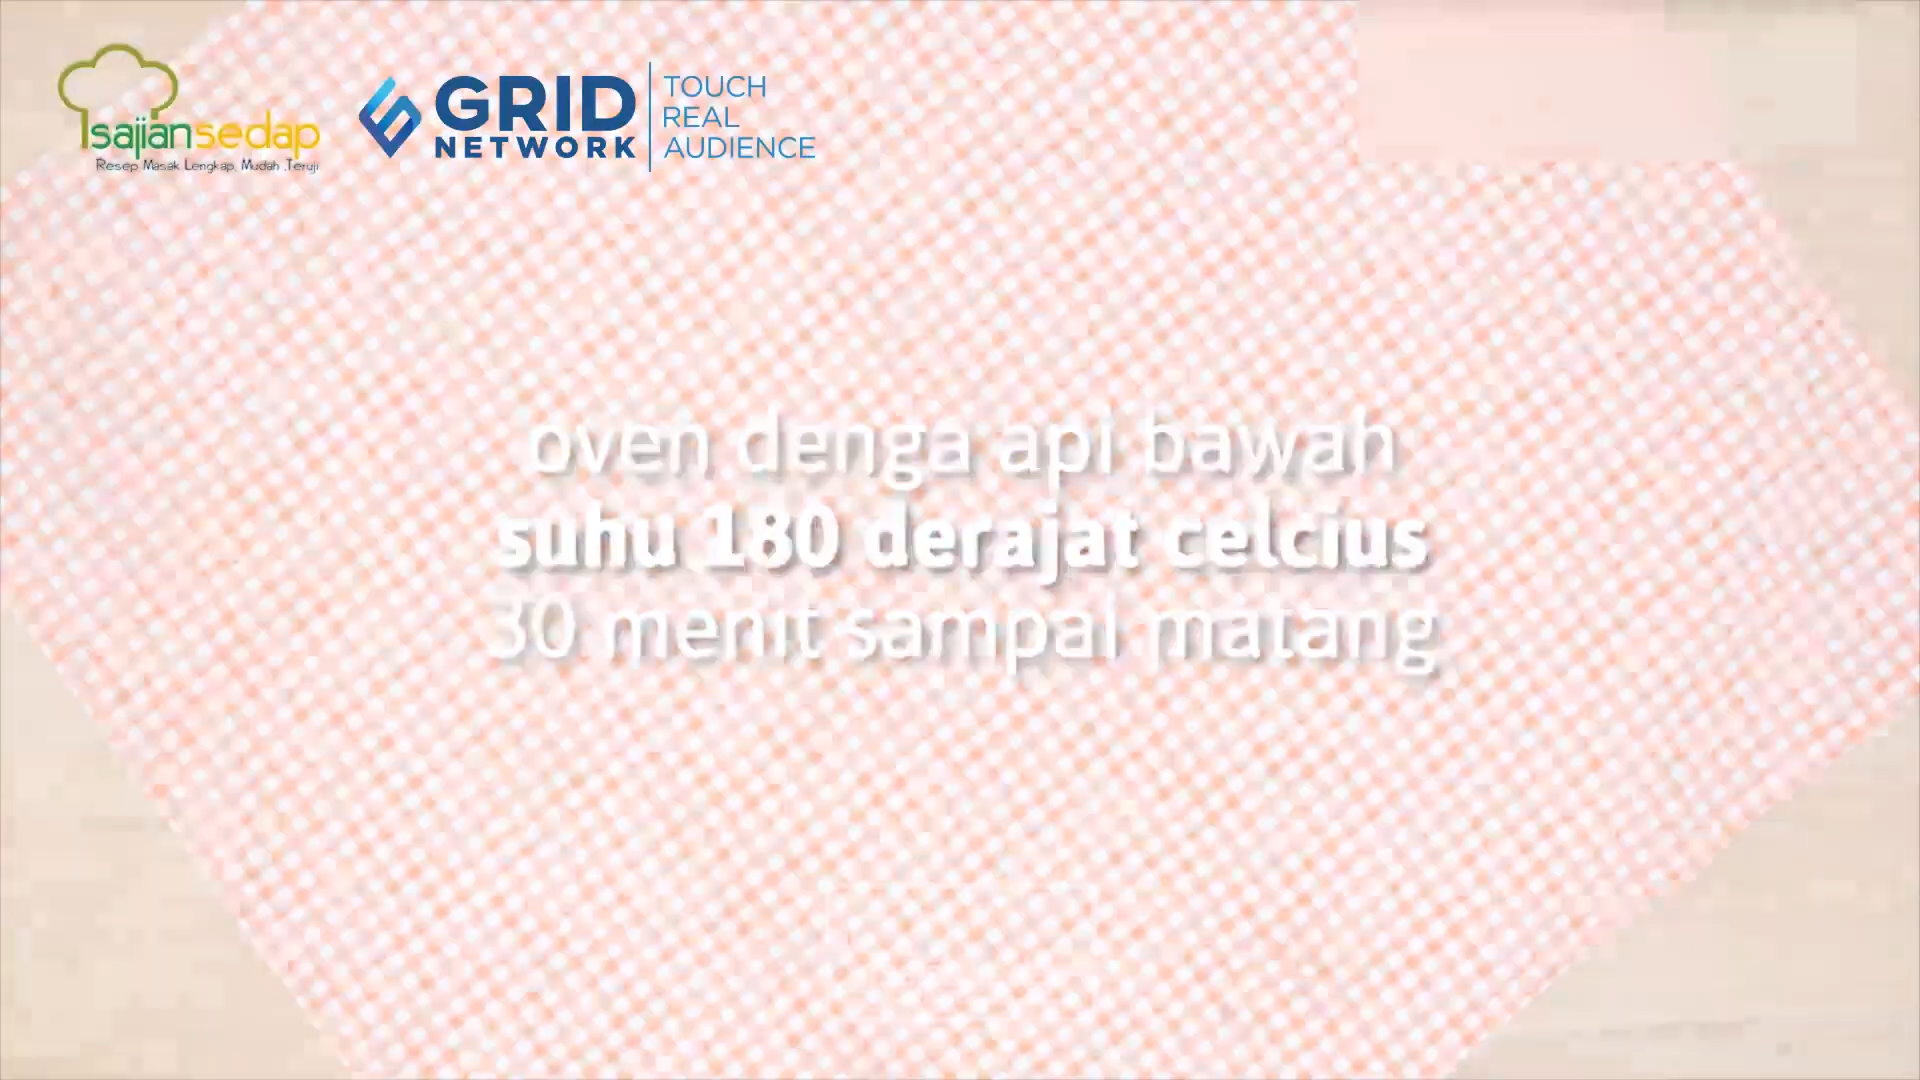 sajiansedap
Resep Masak Lengkap, Mudah ,Teruji
GRID
NETWORK
TOUCH
REAL
AUDIENCE
oven denga api bawah
suhu 180 derajat celcius
30 menit sampai matang